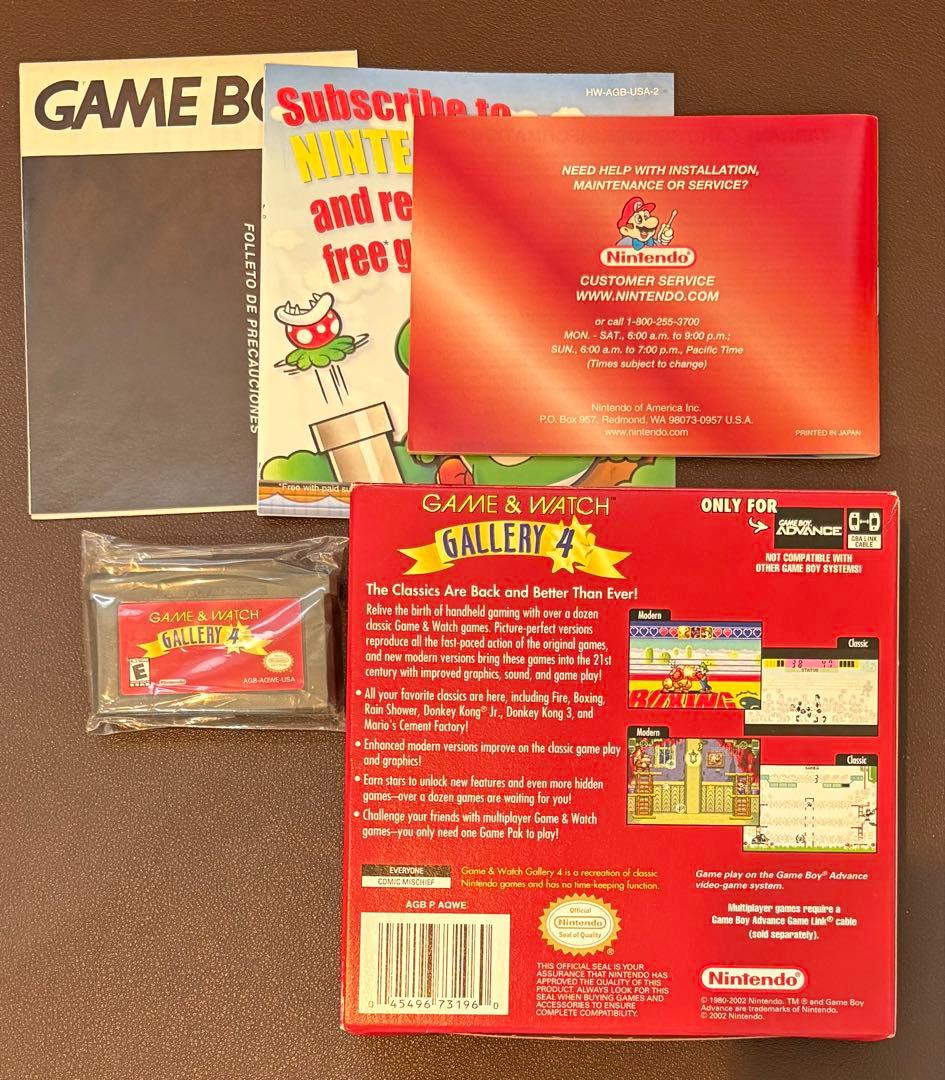 GAME BO
FOLLETO DE PRECAUCIONES
HW-AGB-USA-2
Subscribe to
NINTE
and re
free* g
*Free with paid su
NEED HELP WITH INSTALLATION,
MAINTENANCE OR SERVICE?
Nintendo
CUSTOMER SERVICE
WWW.NINTENDO.COM
or call 1-800-255-3700
MON. - SAT., 6:00 a.m. to 9:00 p.m.;
SUN., 6:00 a.m. to 7:00 p.m., Pacific Time
(Times subject to change)
Nintendo of America Inc.
P.O. Box 957, Redmond, WA 98073-0957 U.S.A.
www.nintendo.com
PRINTED IN JAPAN
GAME & WATCH
GALLERY 4
EVERYONE
E
Nintendo
AGB-AQWE-USA
GAME & WATCH™
GALLERY 4
ONLY FOR
GAME BOY ADVANCE
GBA LINK
CABLE
NOT COMPATIBLE WITH
OTHER GAME BOY SYSTEMS!
The Classics Are Back and Better Than Ever!
Relive the birth of handheld gaming with over a dozen
classic Game & Watch games. Picture-perfect versions
reproduce all the fast-paced action of the original games,
and new modern versions bring these games into the 21st
century with improved graphics, sound, and game play!
• All your favorite classics are here, including Fire, Boxing,
Rain Shower, Donkey Kong® Jr., Donkey Kong 3, and
Mario's Cement Factory!
• Enhanced modern versions improve on the classic game play
and graphics!
• Earn stars to unlock new features and even more hidden
games—over a dozen games are waiting for you!
• Challenge your friends with multiplayer Game & Watch
games—you only need one Game Pak to play!
Modern
BOXING
Classic
38 47
STATUS
Modern
Classic
GAME A
3
EVERYONE
COMIC MISCHIEF
Game & Watch Gallery 4 is a recreation of classic
Nintendo games and has no time-keeping function.
Game play on the Game Boy® Advance
video-game system.
Multiplayer games require a
Game Boy Advance Game Link® cable
(sold separately).
AGB P AQWE
0 45496 73196 0
Official
Nintendo
Seal of Quality
®
THIS OFFICIAL SEAL IS YOUR
ASSURANCE THAT NINTENDO HAS
APPROVED THE QUALITY OF THIS
PRODUCT. ALWAYS LOOK FOR THIS
SEAL WHEN BUYING GAMES AND
ACCESSORIES TO ENSURE
COMPLETE COMPATIBILITY.
Nintendo®
© 1980-2002 Nintendo. TM ® and Game Boy
Advance are trademarks of Nintendo.
© 2002 Nintendo.